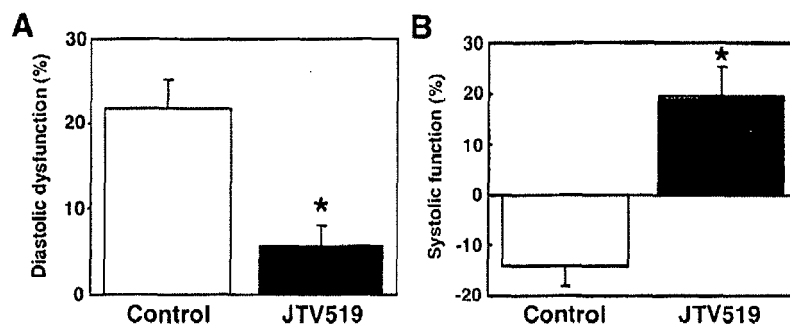 A
Diastolic dysfunction (%)
30
20
10
0
*
Control
JTV519
B
Systolic function (%)
30
20
10
0
-10
-20
*
Control
JTV519